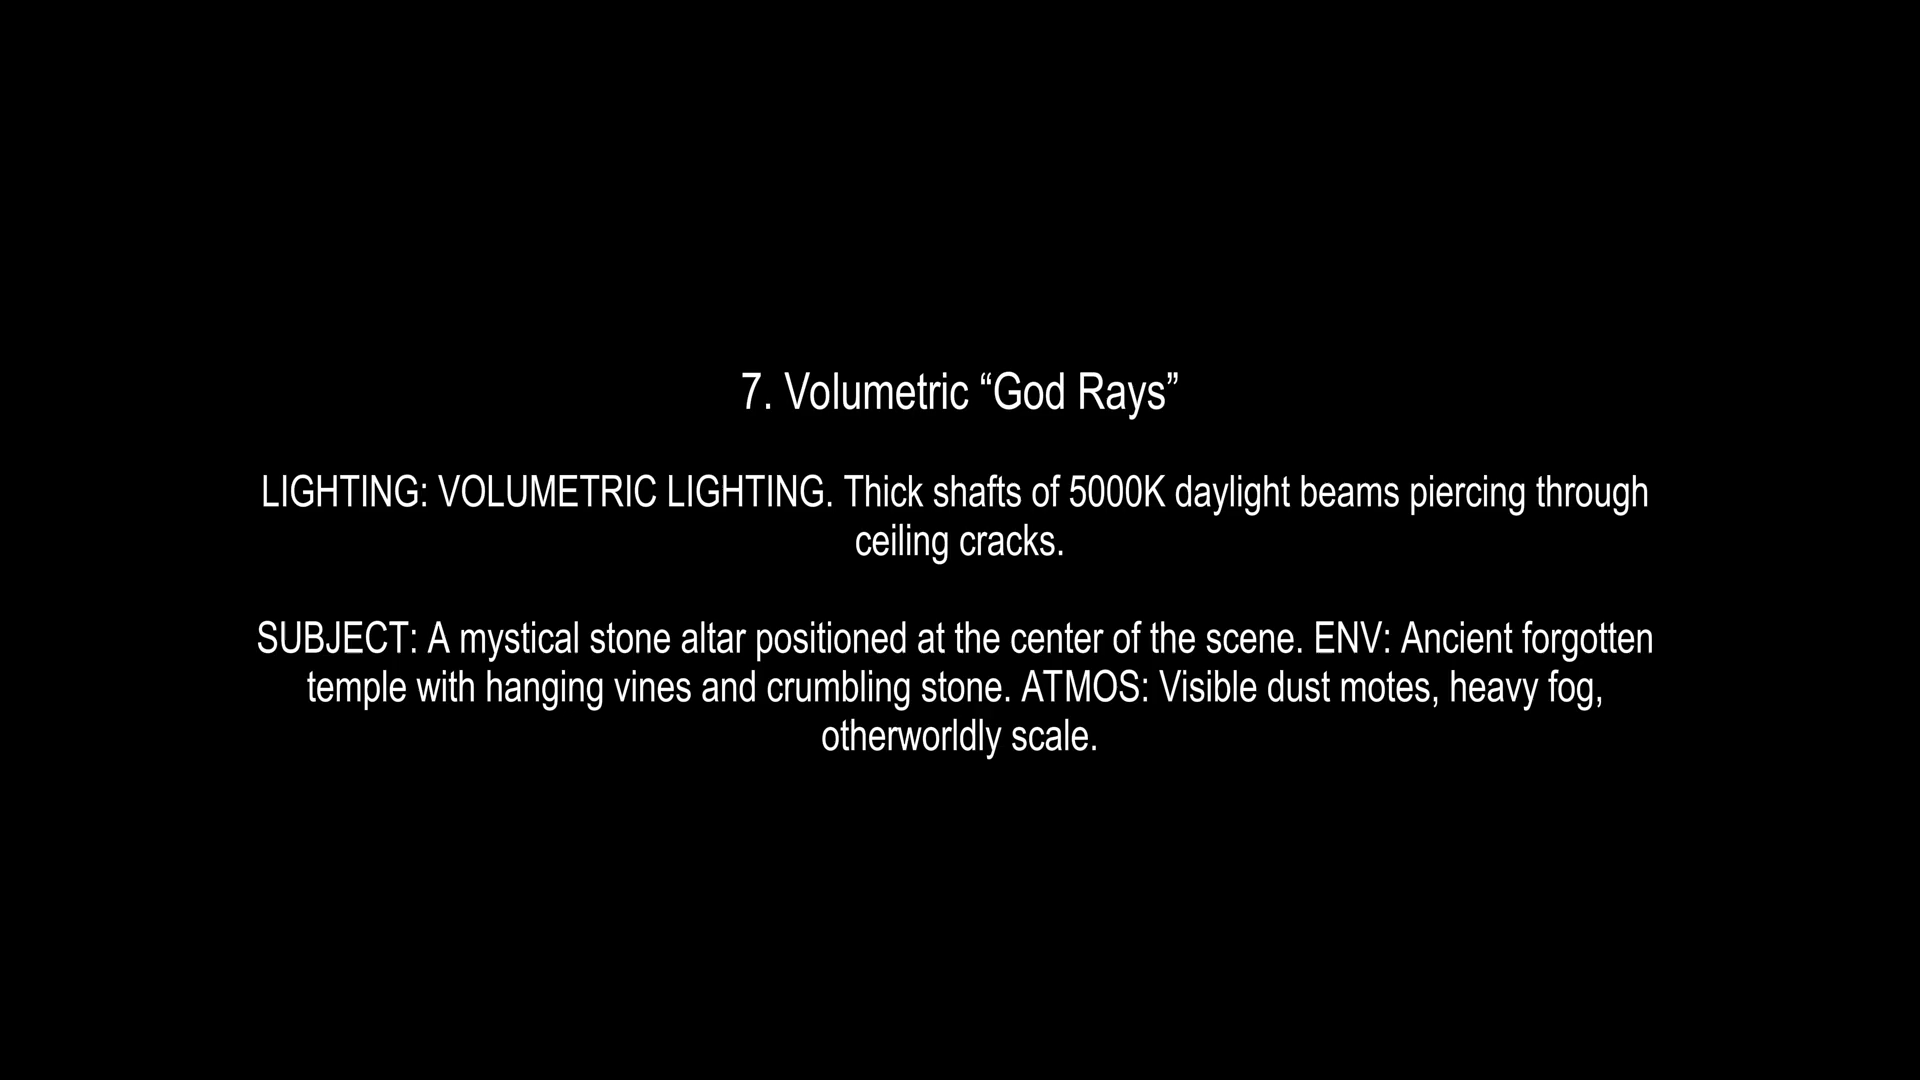 7. Volumetric “God Rays”
LIGHTING: VOLUMETRIC LIGHTING. Thick shafts of 5000K daylight beams piercing through
ceiling cracks.
SUBJECT: A mystical stone altar positioned at the center of the scene. ENV: Ancient forgotten
temple with hanging vines and crumbling stone. ATMOS: Visible dust motes, heavy fog,
otherworldly scale.